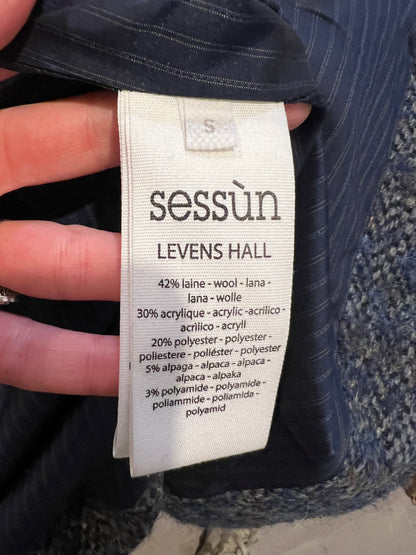 S
sessùn
LEVENS HALL
42% laine - wool - lana -
lana - wolle
30% acrylique - acrylic -acrilico -
acrílico - acryll
20% polyester - polyester -
poliestere - poliéster - polyester
5% alpaga - alpaca - alpaca -
alpaca - alpaka
3% polyamide - polyamide -
poliammide - poliamida -
polyamid